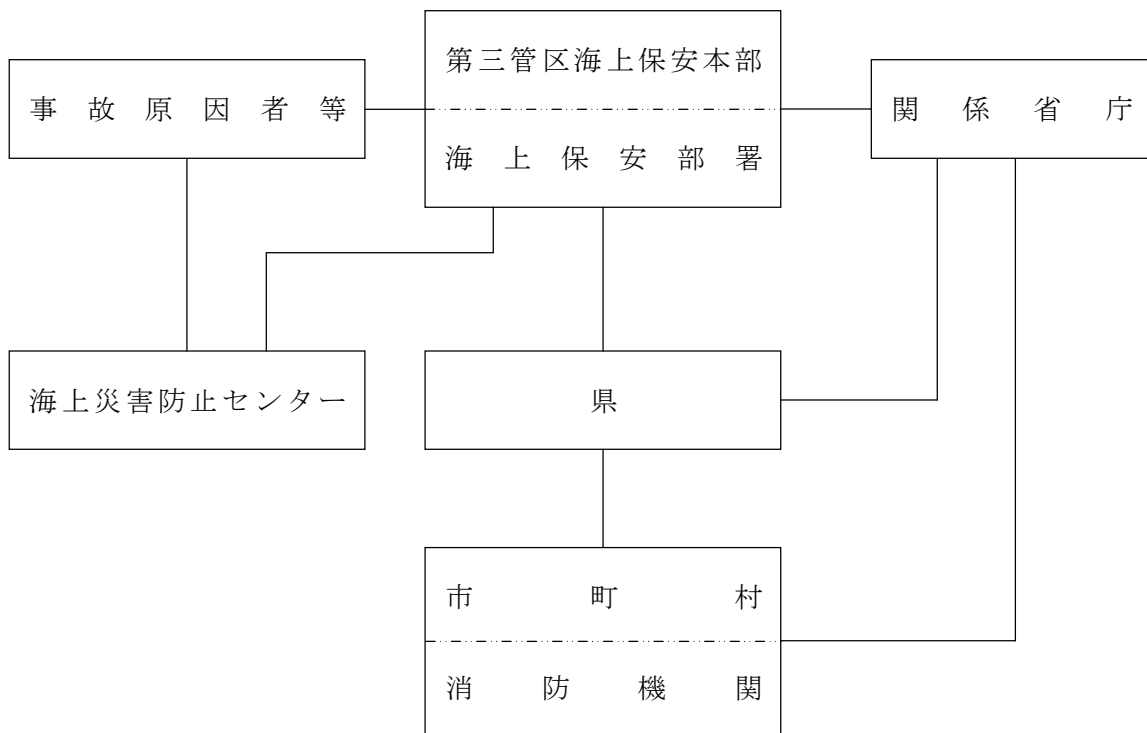 第三管区海上保安本部
事故原因者等
関係省庁
海上保安部署
海上災害防止センター
県
市町村
消防機関